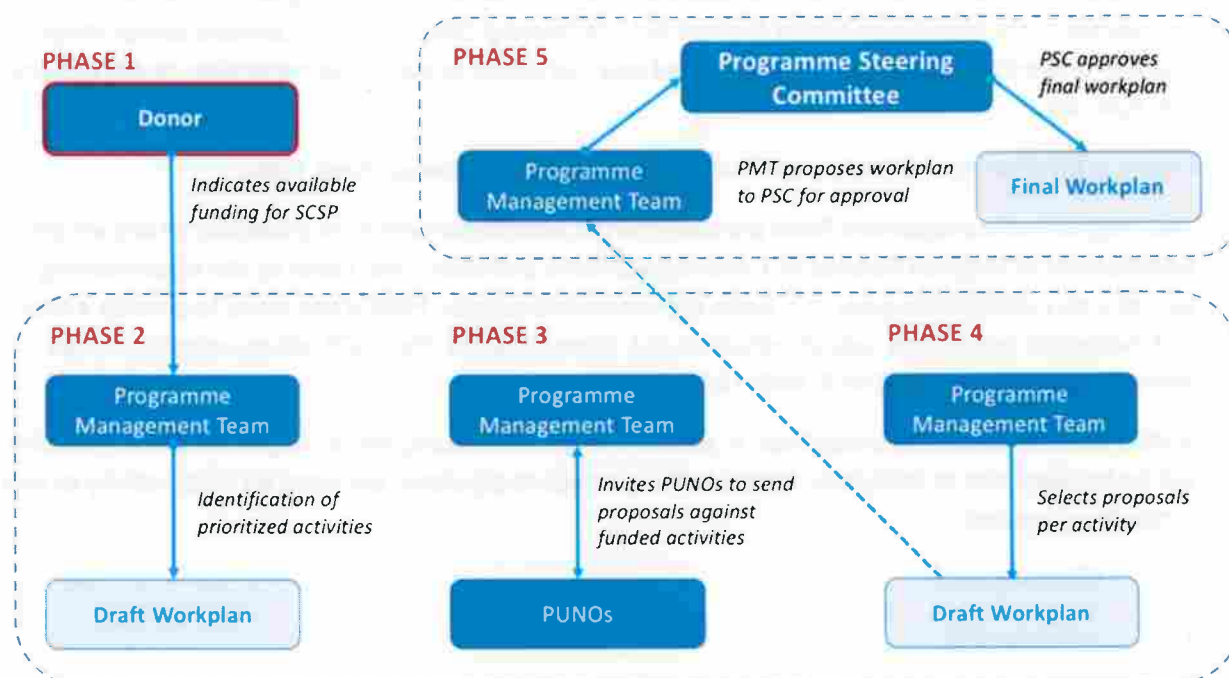 PHASE 1
Donor
Indicates available
funding for SCSP
PHASE 5
Programme Steering
Committee
PSC approves
final workplan
Programme
Management Team
PMT proposes workplan
to PSC for approval
Final Workplan
PHASE 2
Programme
Management Team
Identification of
prioritized activities
Draft Workplan
PHASE 3
Programme
Management Team
Invites PUNOs to send
proposals against
funded activities
PUNOs
PHASE 4
Programme
Management Team
Selects proposals
per activity
Draft Workplan